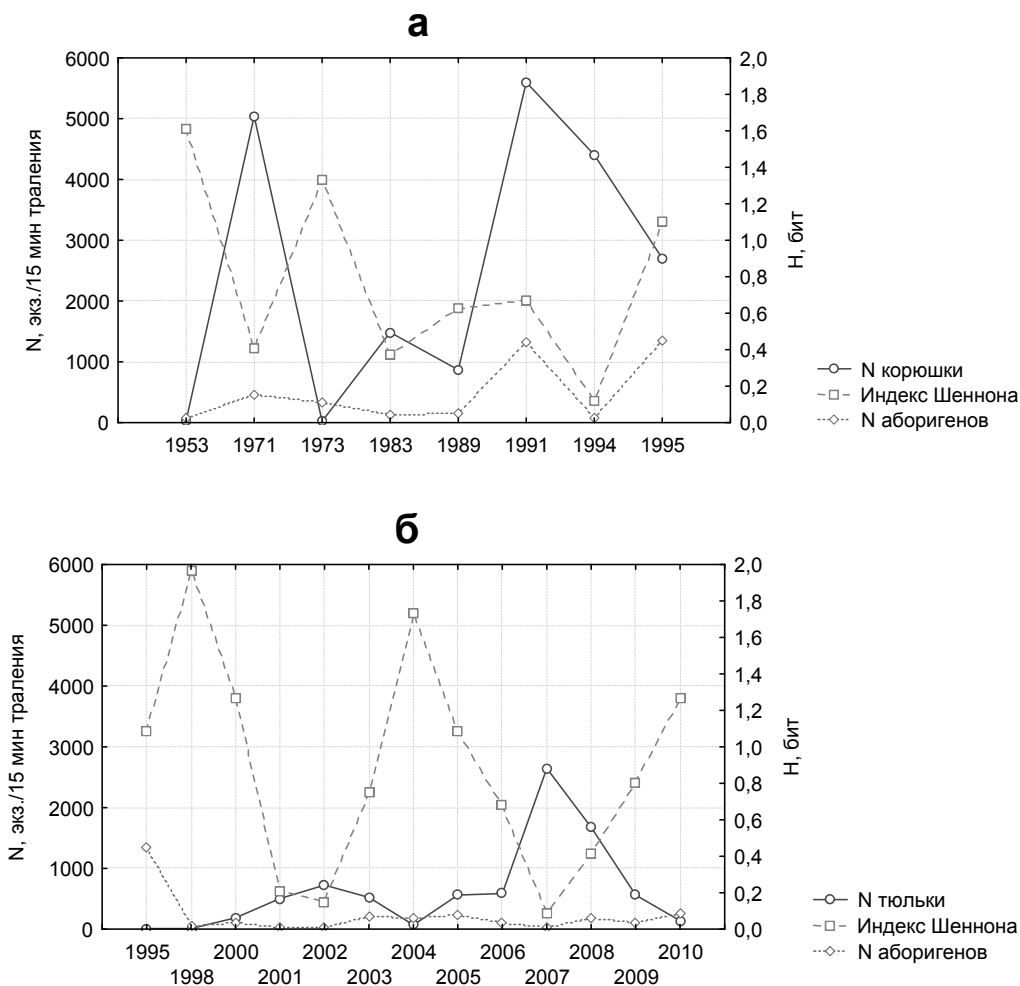 а
6000
5000
4000
3000
2000
1000
0
N, экз./15 мин траления
2,0
1,8
1,6
1,4
1,2
1,0
0,8
0,6
0,4
0,2
0,0
Н, бит
1953 1971 1973 1983 1989 1991 1994 1995
N корюшки
Индекс Шеннона
N аборигенов
б
6000
5000
4000
3000
2000
1000
0
N, экз./15 мин траления
2,0
1,8
1,6
1,4
1,2
1,0
0,8
0,6
0,4
0,2
0,0
Н, бит
1995 2000 2002 2004 2006 2008 2010
1998 2001 2003 2005 2007 2009
N тюльки
Индекс Шеннона
N аборигенов